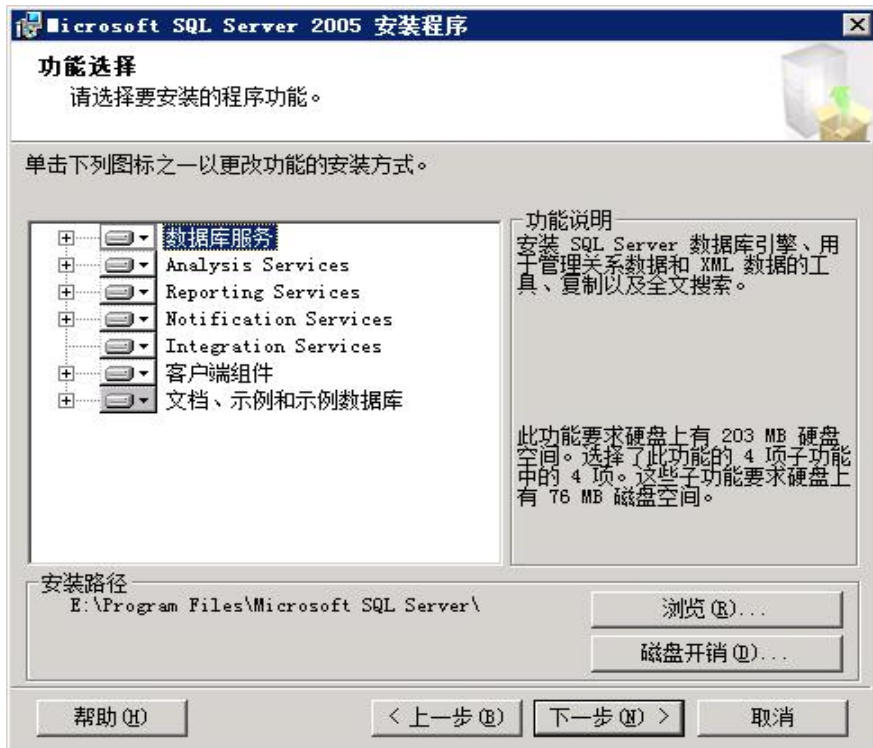 Microsoft SQL Server 2005 安装程序
功能选择
请选择要安装的程序功能。
单击下列图标之一以更改功能的安装方式。
数据库服务
Analysis Services
Reporting Services
Notification Services
Integration Services
客户端组件
文档、示例和示例数据库
功能说明
安装 SQL Server 数据库引擎、用
于管理关系数据和 XML 数据的工
具、复制以及全文搜索。
此功能要求硬盘上有 203 MB 硬盘
空间。选择了此功能的 4 项子功能
中的 4 项。这些子功能要求硬盘上
有 76 MB 磁盘空间。
安装路径
E:\Program Files\Microsoft SQL Server\
浏览(R)...
磁盘开销(D)...
帮助(H)
< 上一步(B)
下一步(N) >
取消